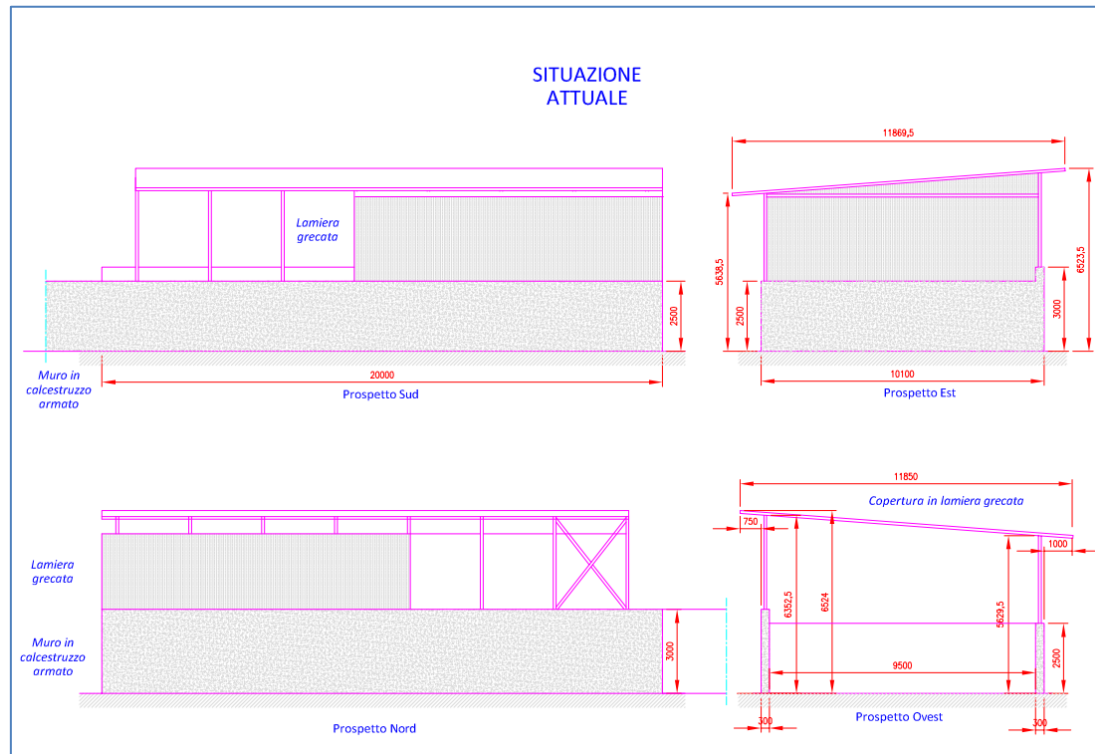 SITUAZIONE
ATTUALE
11869,5
Lamiera
grecata
5638,5
6523,5
2500
2500
3000
20000
10100
Muro in
calcestruzzo
armato
Prospetto Sud
Prospetto Est
11850
Copertura in lamiera grecata
750
1000
Lamiera
grecata
6352,5
6524
5629,5
Muro in
calcestruzzo
armato
3000
2500
9500
300
300
Prospetto Nord
Prospetto Ovest